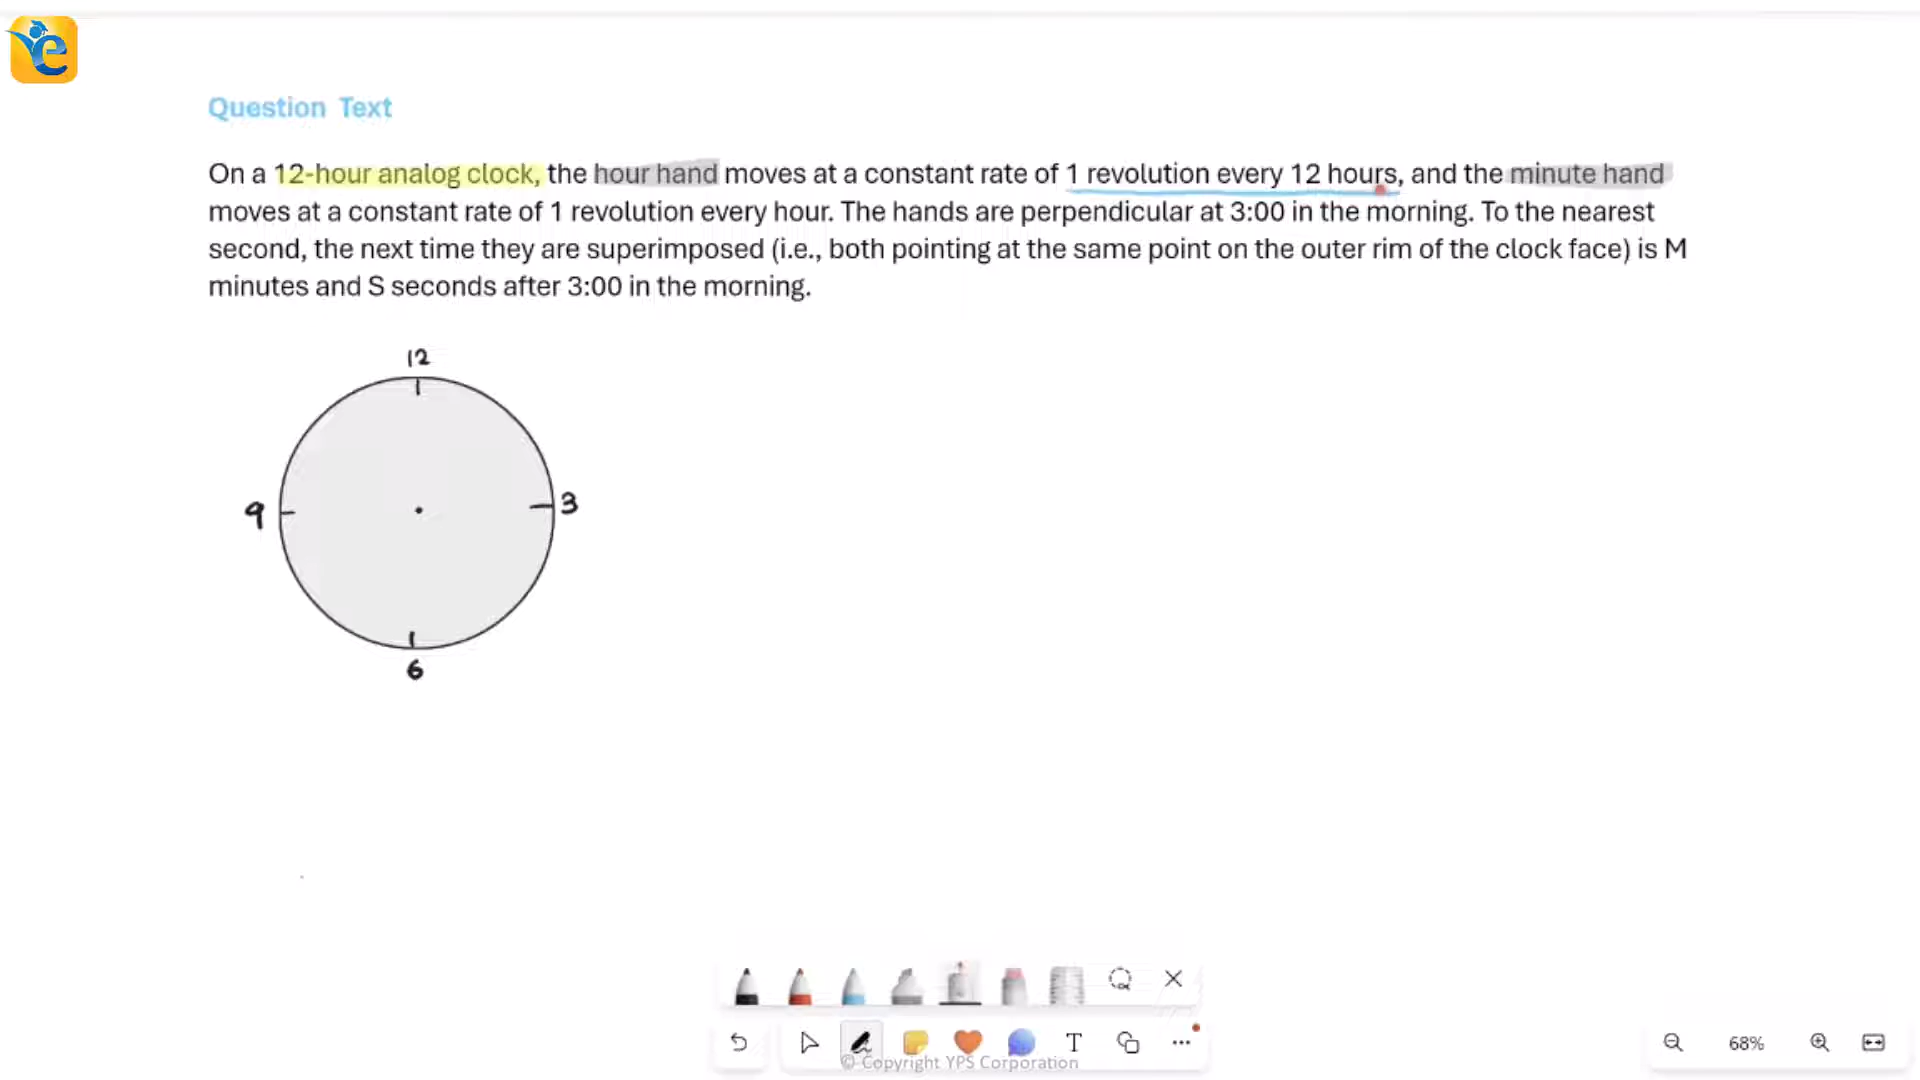 e
Question Text
On a 12-hour analog clock, the hour hand moves at a constant rate of 1 revolution every 12 hours, and the minute hand
moves at a constant rate of 1 revolution every hour. The hands are perpendicular at 3:00 in the morning. To the nearest
second, the next time they are superimposed (i.e., both pointing at the same point on the outer rim of the clock face) is M
minutes and S seconds after 3:00 in the morning.
12
9
3
6
T
68%
© Copyright YPS Corporation